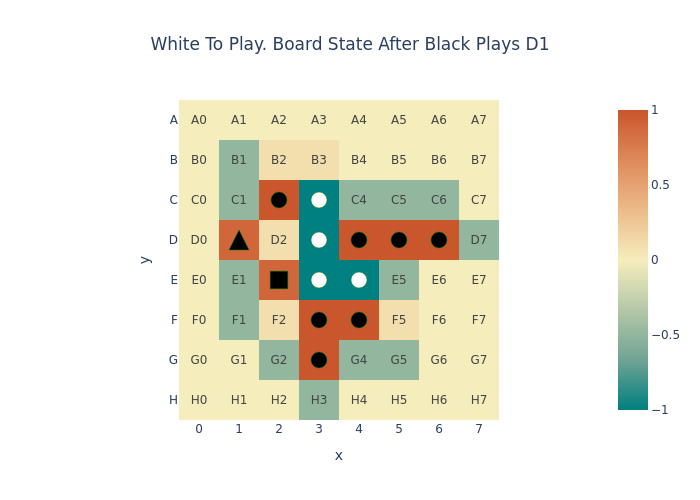 White To Play. Board State After Black Plays D1
A A0 A1 A2 A3 A4 A5 A6 A7
B B0 B1 B2 B3 B4 B5 B6 B7
C C0 C1 C4 C5 C6 C7
D D0 D2 D7
E E0 E1 E5 E6 E7
F F0 F1 F2 F5 F6 F7
G G0 G1 G2 G4 G5 G6 G7
H H0 H1 H2 H3 H4 H5 H6 H7
0 1 2 3 4 5 6 7
x
y
1
0.5
0
−0.5
−1